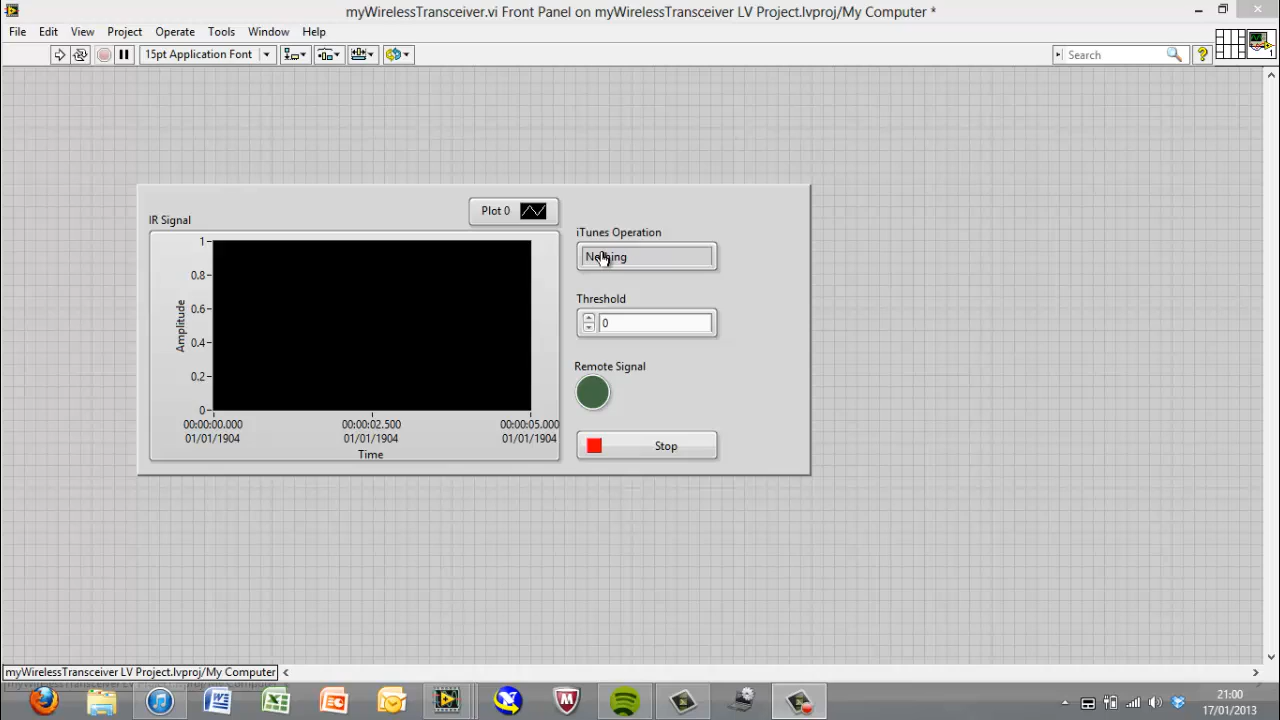 myWirelessTransceiver.vi Front Panel on myWirelessTransceiver LV Project.lvproj/My Computer *
File Edit View Project Operate Tools Window Help
15pt Application Font
Search
?
1
IR Signal
Plot 0
1
0.8
0.6
0.4
0.2
0
Amplitude
00:00:00.000 00:00:02.500 00:00:05.000
01/01/1904 01/01/1904 01/01/1904
Time
iTunes Operation
Nothing
Threshold
0
Remote Signal
Stop
myWirelessTransceiver LV Project.lvproj/My Computer
21:00
17/01/2013